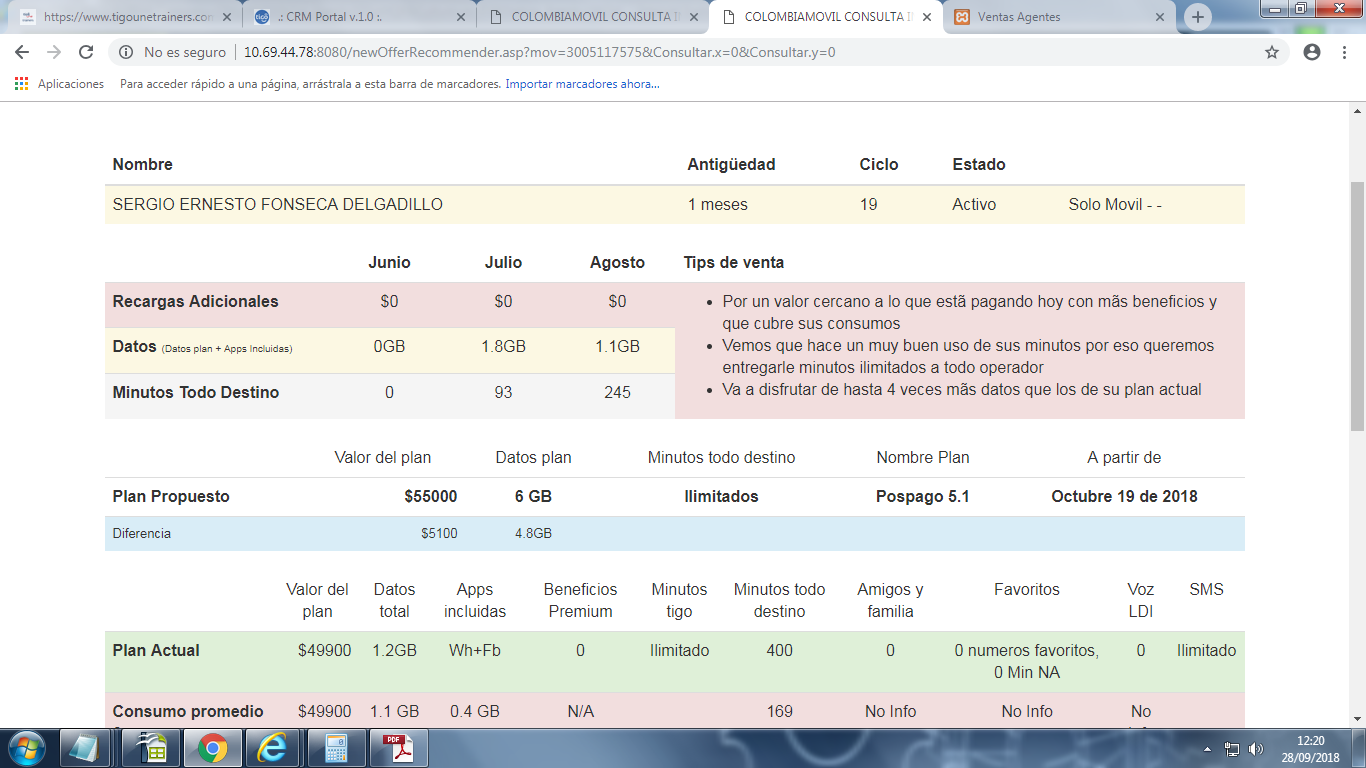 https://www.tigounetrainers.com
.: CRM Portal v.1.0 :.
COLOMBIAMOVIL CONSULTA I
COLOMBIAMOVIL CONSULTA I
Ventas Agentes
No es seguro
10.69.44.78:8080/newOfferRecommender.asp?mov=3005117575&Consultar.x=0&Consultar.y=0
Aplicaciones
Para acceder rápido a una página, arrástrala a esta barra de marcadores.
Importar marcadores ahora...
Nombre Antigüedad Ciclo Estado
SERGIO ERNESTO FONSECA DELGADILLO 1 meses 19 Activo Solo Movil - -
Junio Julio Agosto Tips de venta
Recargas Adicionales $0 $0 $0
Datos (Datos plan + Apps Incluidas) 0GB 1.8GB 1.1GB
Minutos Todo Destino 0 93 245
• Por un valor cercano a lo que estã pagando hoy con mãs beneficios y
que cubre sus consumos
• Vemos que hace un muy buen uso de sus minutos por eso queremos
entregarle minutos ilimitados a todo operador
• Va a disfrutar de hasta 4 veces mãs datos que los de su plan actual
Valor del plan Datos plan Minutos todo destino Nombre Plan A partir de
Plan Propuesto $55000 6 GB Ilimitados Pospago 5.1 Octubre 19 de 2018
Diferencia $5100 4.8GB
Valor del Datos Apps Beneficios Minutos Minutos todo Amigos y Favoritos Voz SMS
plan total incluidas Premium tigo destino familia LDI
Plan Actual $49900 1.2GB Wh+Fb 0 Ilimitado 400 0 0 numeros favoritos, 0 Ilimitado
0 Min NA
Consumo promedio $49900 1.1 GB 0.4 GB N/A 169 No Info No Info No
PDF
12:20
28/09/2018